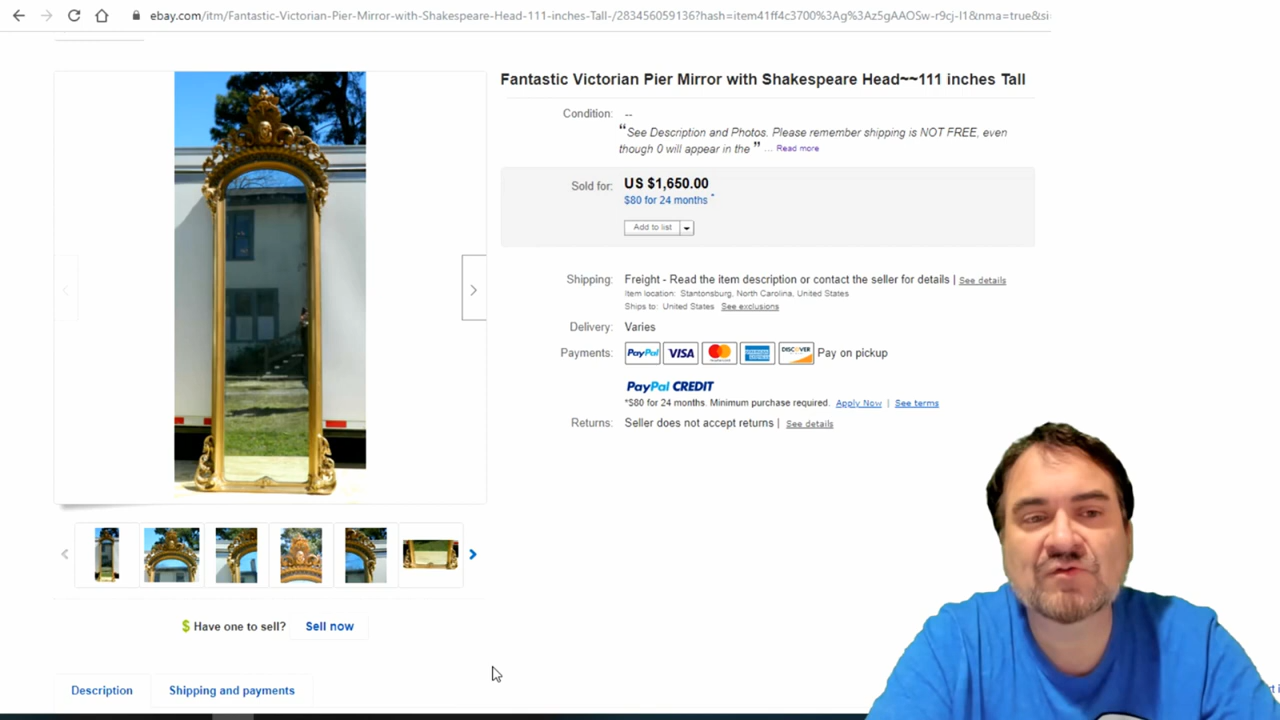 ebay.com/itm/Fantastic-Victorian-Pier-Mirror-with-Shakespeare-Head-111-inches-Tall-/283456059136?hash=item41ff4c3700%3Ag%3Az5gAAOSw-r9cj-I1&nma=true&si
Fantastic Victorian Pier Mirror with Shakespeare Head~~111 inches Tall
Condition: --
“See Description and Photos. Please remember shipping is NOT FREE, even
though 0 will appear in the ” ... Read more
Sold for: US $1,650.00
$80 for 24 months *
Add to list
Shipping: Freight - Read the item description or contact the seller for details | See details
Item location: Stantonsburg, North Carolina, United States
Ships to: United States See exclusions
Delivery: Varies
Payments: PayPal VISA MasterCard AMERICAN EXPRESS DISCOVER Pay on pickup
PayPal CREDIT
*$80 for 24 months. Minimum purchase required. Apply Now | See terms
Returns: Seller does not accept returns | See details
$ Have one to sell? Sell now
Description Shipping and payments